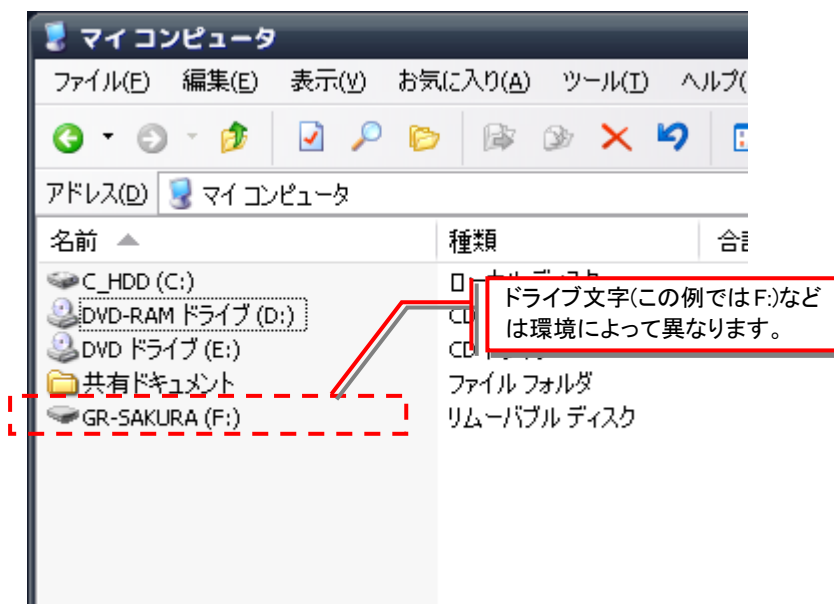 マイ コンピュータ
ファイル(F) 編集(E) 表示(V) お気に入り(A) ツール(T) ヘルプ(
アドレス(D) マイ コンピュータ
名前 種類
C_HDD (C:)
DVD-RAM ドライブ (D:)
DVD ドライブ (E:)
共有ドキュメント ファイル フォルダ
GR-SAKURA (F:) リムーバブル ディスク
ドライブ文字(この例ではF:)など
は環境によって異なります。